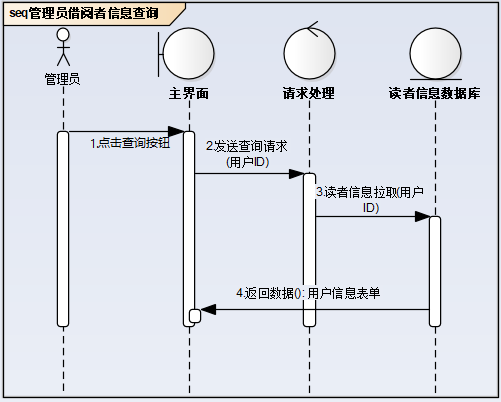 seq管理员借阅者信息查询
管理员
主界面
请求处理
读者信息数据库
1.点击查询按钮
2.发送查询请求
(用户ID)
3.读者信息拉取(用户
ID)
4.返回数据(): 用户信息表单